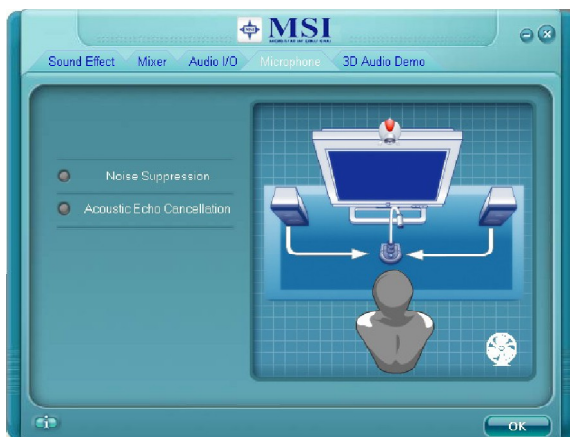 MSI
Sound Effect
Mixer
Audio I/O
Microphone
3D Audio Demo
Noise Suppression
Acoustic Echo Cancellation
OK